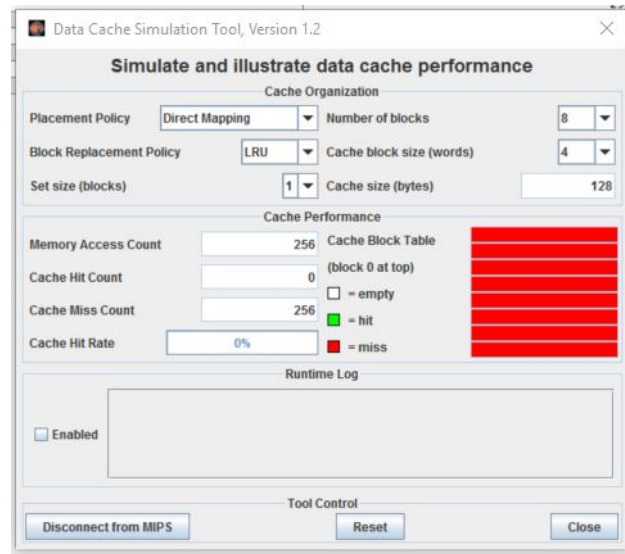 Data Cache Simulation Tool, Version 1.2
Simulate and illustrate data cache performance
Cache Organization
Placement Policy Direct Mapping Number of blocks 8
Block Replacement Policy LRU Cache block size (words) 4
Set size (blocks) 1 Cache size (bytes) 128
Cache Performance
Memory Access Count 256 Cache Block Table
(block 0 at top)
Cache Hit Count 0
= empty
Cache Miss Count 256
= hit
Cache Hit Rate 0%
= miss
Runtime Log
Enabled
Tool Control
Disconnect from MIPS Reset Close